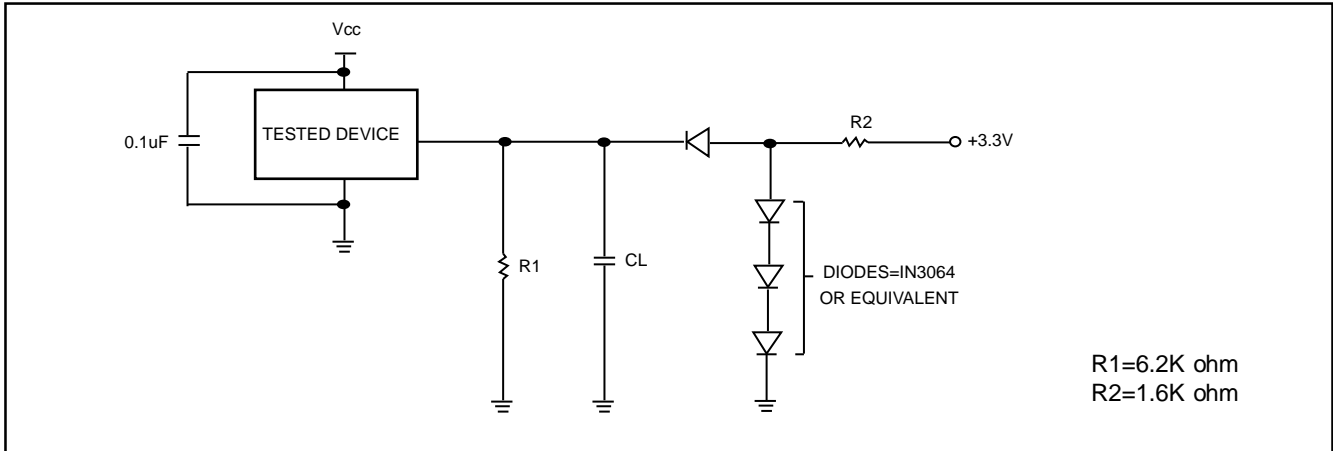 Vcc
0.1uF
TESTED DEVICE
R2
+3.3V
R1
CL
DIODES=IN3064
OR EQUIVALENT
R1=6.2K ohm
R2=1.6K ohm